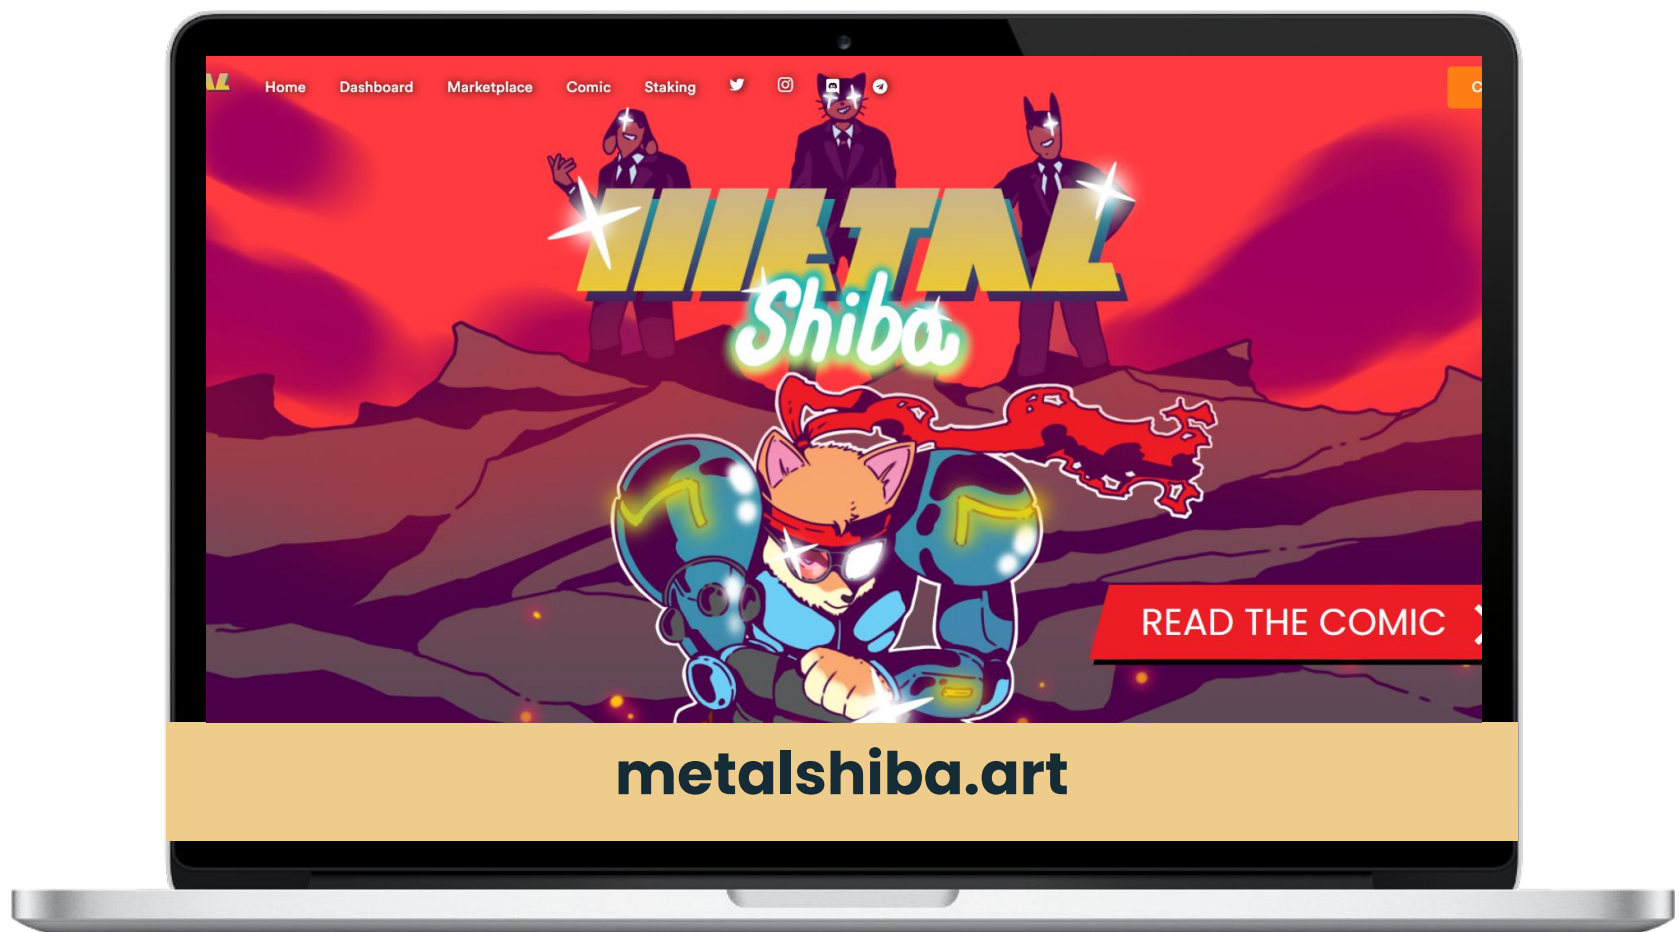 Home Dashboard Marketplace Comic Staking
METAL
Shiba
READ THE COMIC
metalshiba.art